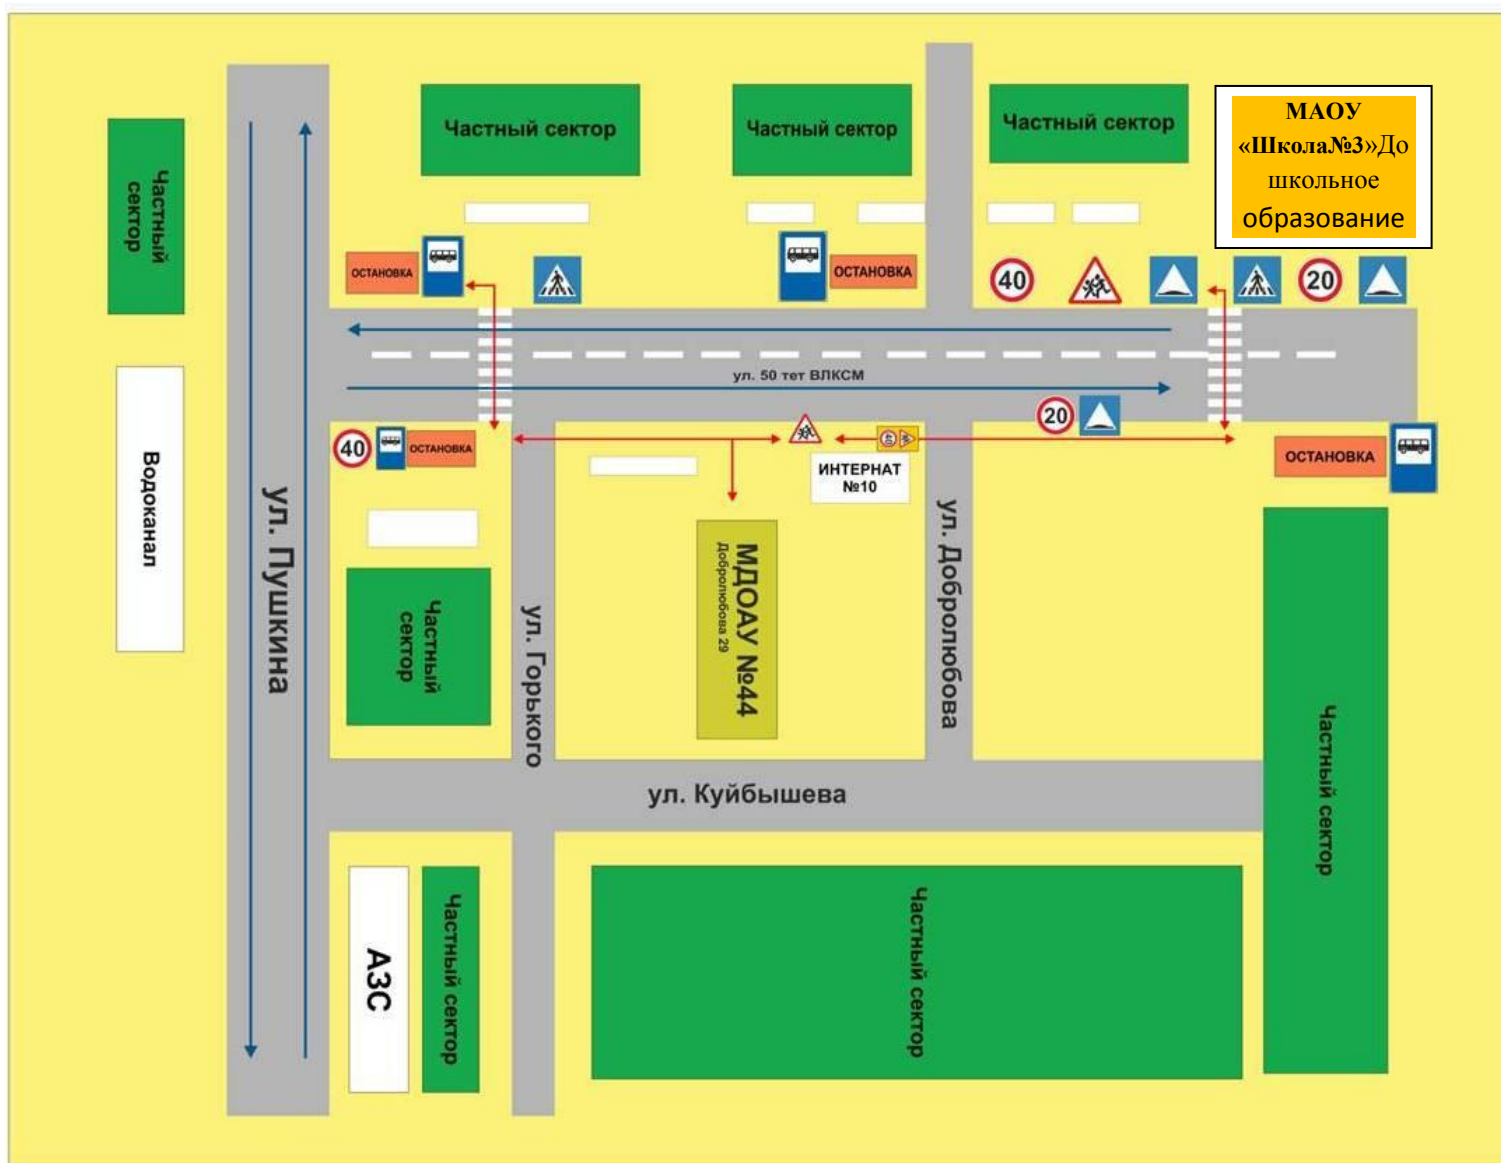 Частный сектор
Частный сектор
Частный сектор
МАОУ
«Школа№3»До
школьное
образование
Частный
сектор
ОСТАНОВКА
ОСТАНОВКА
40
20
ул. 50 тет ВЛКСМ
20
40
ОСТАНОВКА
40
ИНТЕРНАТ
№10
ОСТАНОВКА
Водоканал
ул. Пушкина
Частный
сектор
ул. Горького
МДОАУ №44
Добролюбова 29
ул. Добролюбова
Частный сектор
ул. Куйбышева
АЗС
Частный сектор
Частный сектор